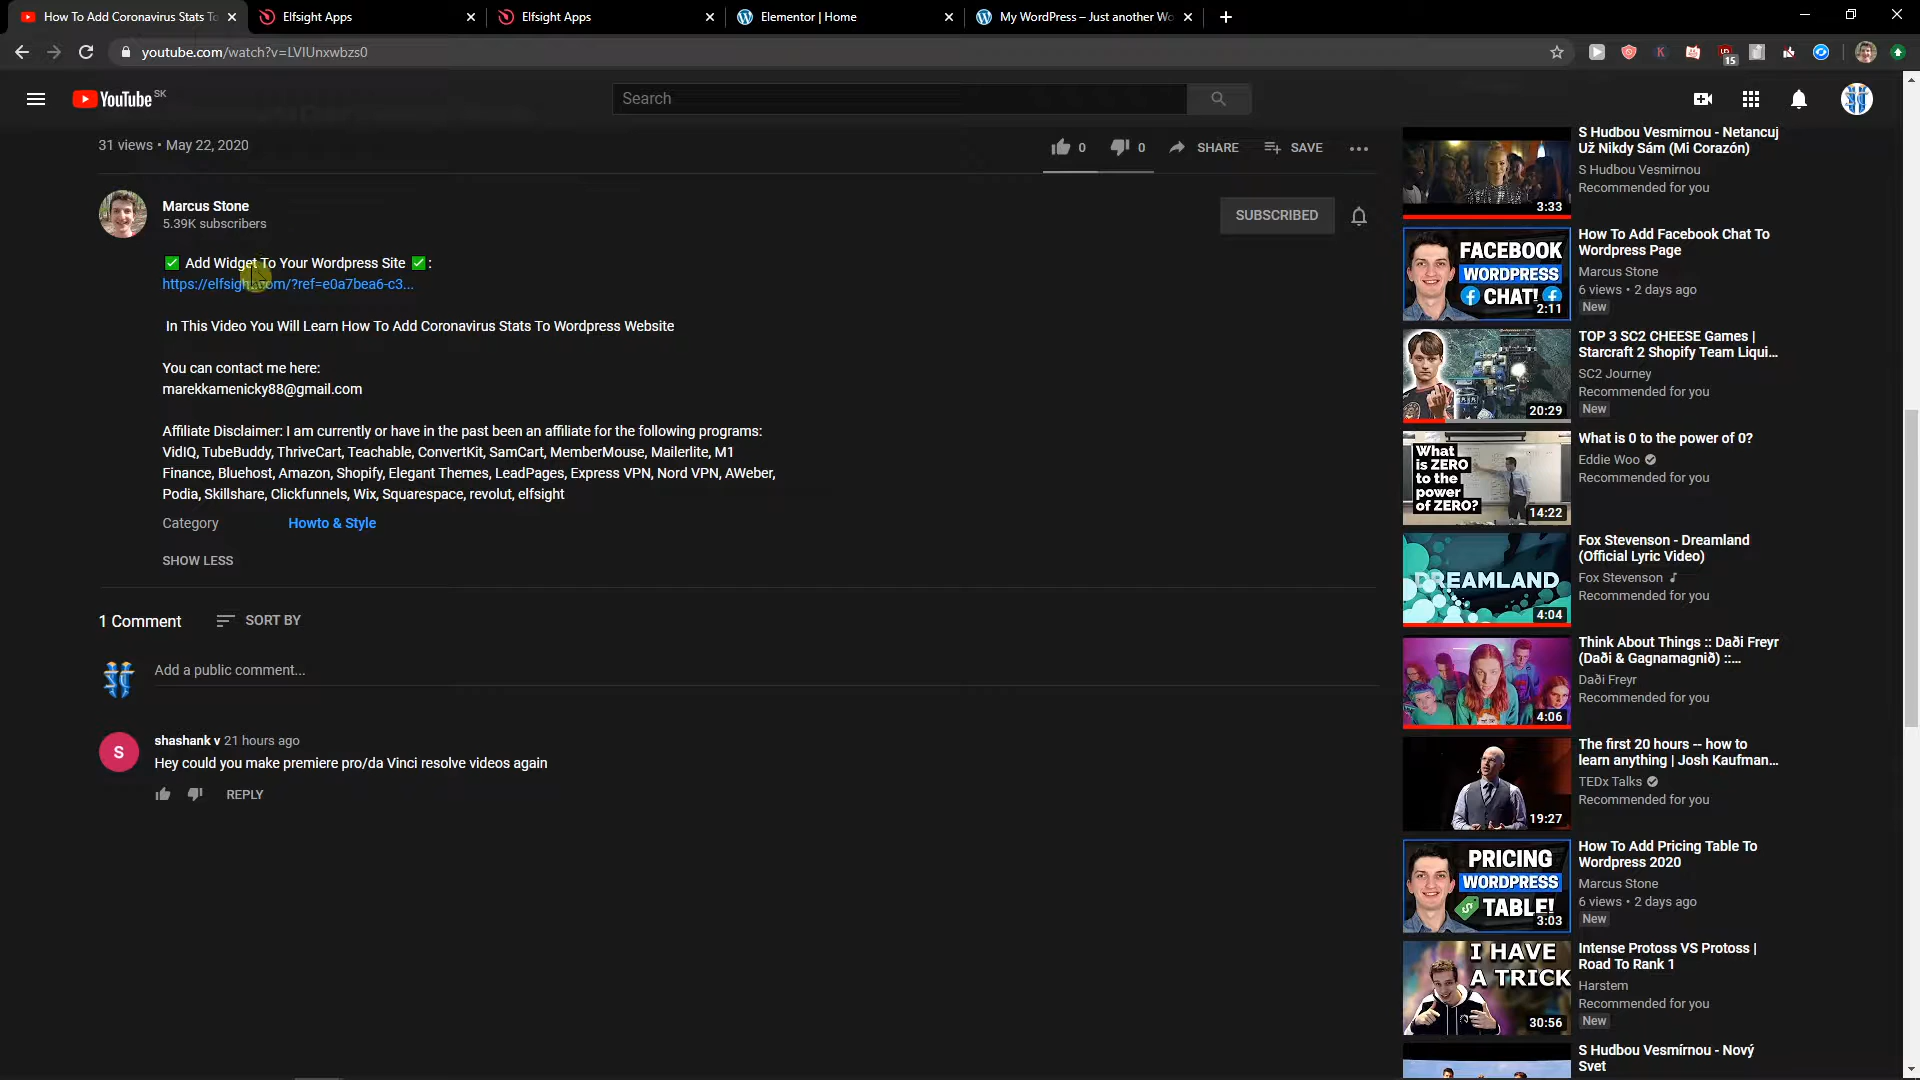 How To Add Coronavirus Stats To
Elfsight Apps
Elfsight Apps
Elementor | Home
My WordPress – Just another Wo
youtube.com/watch?v=LVIUnxwbzs0
K
15
YouTube SK
Search
31 views • May 22, 2020
0
0
SHARE
SAVE
Marcus Stone
5.39K subscribers
SUBSCRIBED
✅ Add Widget To Your Wordpress Site ✅ :
https://elfsight.com/?ref=e0a7bea6-c3...
In This Video You Will Learn How To Add Coronavirus Stats To Wordpress Website
You can contact me here:
marekkamenicky88@gmail.com
Affiliate Disclaimer: I am currently or have in the past been an affiliate for the following programs:
VidIQ, TubeBuddy, ThriveCart, Teachable, ConvertKit, SamCart, MemberMouse, Mailerlite, M1
Finance, Bluehost, Amazon, Shopify, Elegant Themes, LeadPages, Express VPN, Nord VPN, AWeber,
Podia, Skillshare, Clickfunnels, Wix, Squarespace, revolut, elfsight
Category
Howto & Style
SHOW LESS
1 Comment
SORT BY
Add a public comment...
S
shashank v 21 hours ago
Hey could you make premiere pro/da Vinci resolve videos again
REPLY
S Hudbou Vesmírnou - Netancuj
Už Nikdy Sám (Mi Corazón)
S Hudbou Vesmirnou
Recommended for you
3:33
FACEBOOK
WORDPRESS
CHAT!
2:11
How To Add Facebook Chat To
Wordpress Page
Marcus Stone
6 views • 2 days ago
New
TOP 3 SC2 CHEESE Games |
Starcraft 2 Shopify Team Liqui...
SC2 Journey
Recommended for you
New
20:29
What
is ZERO
to the
power
of ZERO?
14:22
What is 0 to the power of 0?
Eddie Woo
Recommended for you
DREAMLAND
4:04
Fox Stevenson - Dreamland
(Official Lyric Video)
Fox Stevenson
Recommended for you
Think About Things :: Daði Freyr
(Daði & Gagnamagnið) ::...
Daði Freyr
Recommended for you
4:06
The first 20 hours -- how to
learn anything | Josh Kaufman...
TEDx Talks
Recommended for you
19:27
PRICING
WORDPRESS
TABLE!
3:03
How To Add Pricing Table To
Wordpress 2020
Marcus Stone
6 views • 2 days ago
New
I HAVE
A TRICK
30:56
Intense Protoss VS Protoss |
Road To Rank 1
Harstem
Recommended for you
New
S Hudbou Vesmírnou - Nový
Svet